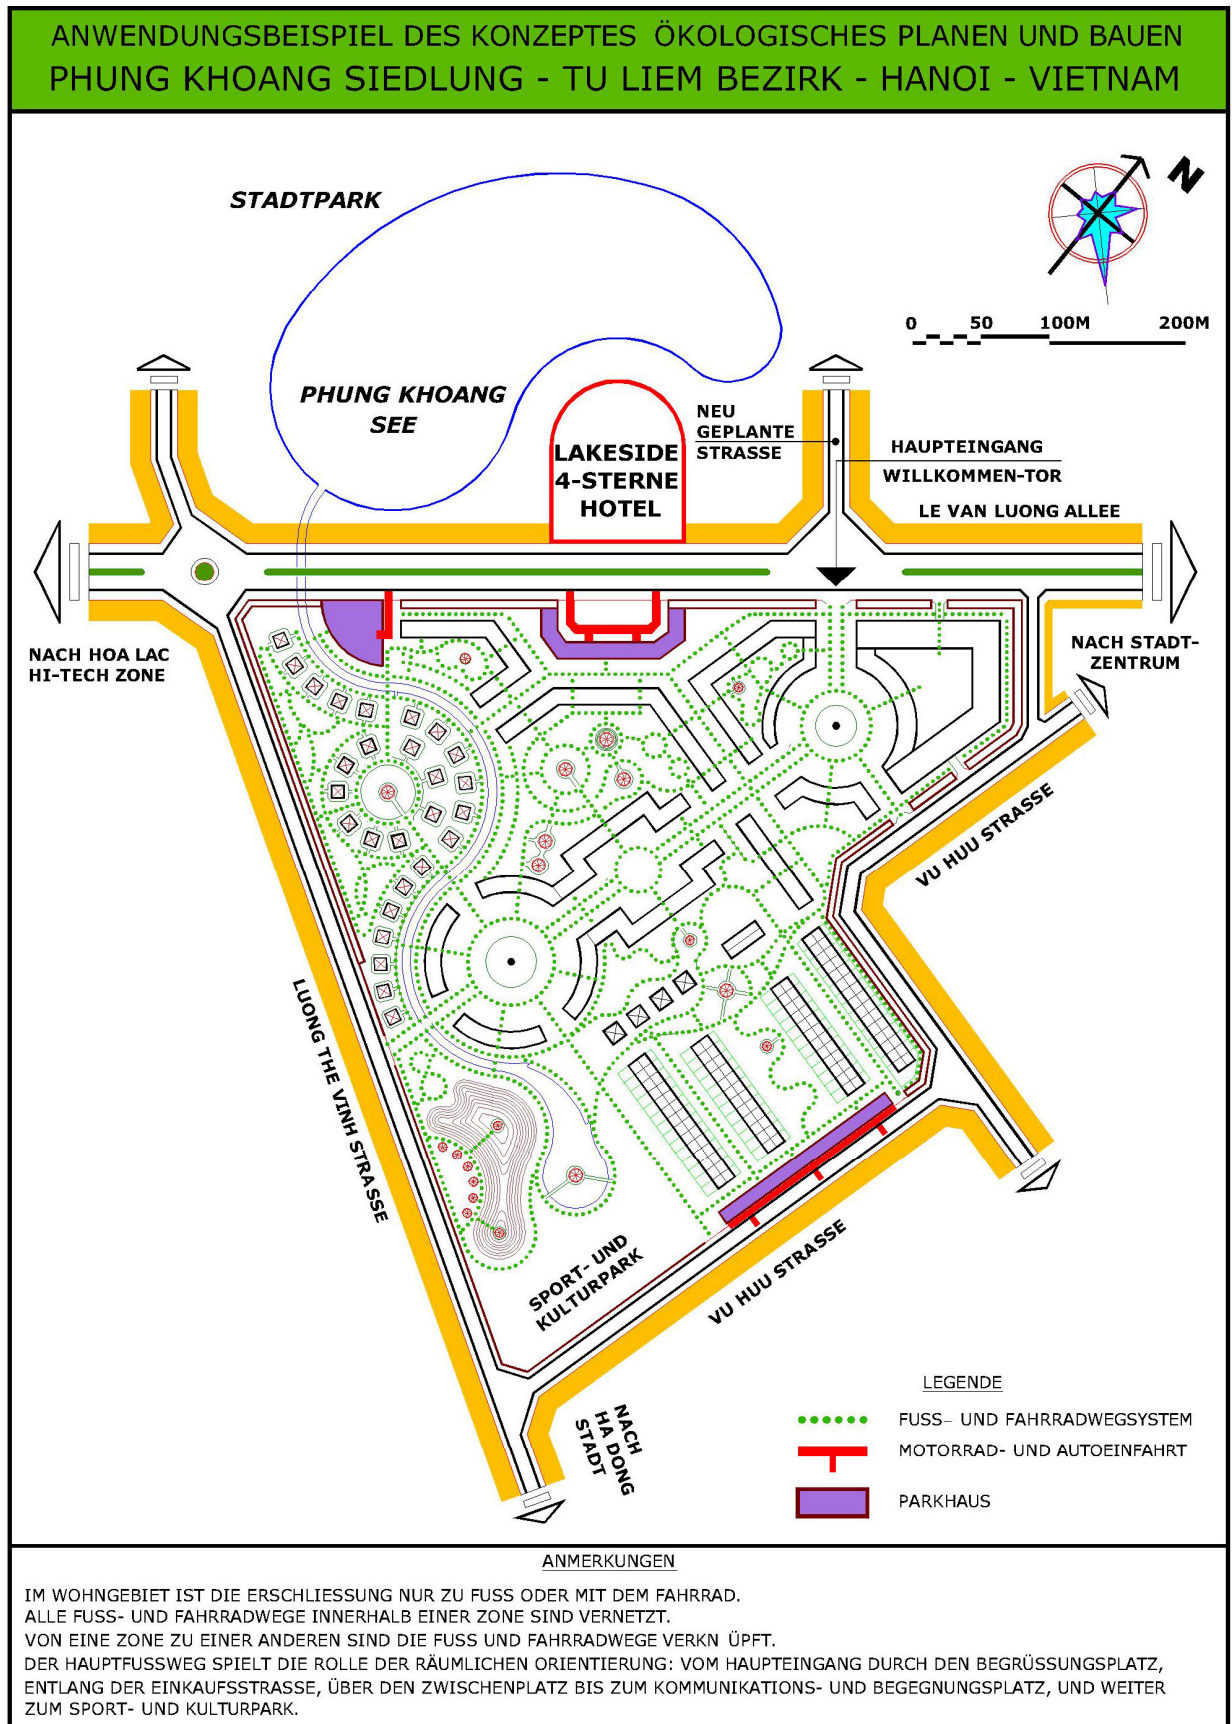 ANWENDUNGSBEISPIEL DES KONZEPTES ÖKOLOGISCHES PLANEN UND BAUEN
PHUNG KHOANG SIEDLUNG - TU LIEM BEZIRK - HANOI - VIETNAM
N
STADTPARK
0 50 100M 200M
PHUNG KHOANG
SEE
LAKESIDE
4-STERNE
HOTEL
NEU
GEPLANTE
STRASSE
HAUPTEINGANG
WILLKOMMEN-TOR
LE VAN LUONG ALLEE
NACH HOA LAC
HI-TECH ZONE
NACH STADT-
ZENTRUM
VU HUU STRASSE
LUONG THE VINH STRASSE
SPORT- UND
KULTURPARK
VU HUU STRASSE
NACH
HA DONG
STADT
LEGENDE
FUSS- UND FAHRRADWEGSYSTEM
MOTORRAD- UND AUTOEINFAHRT
PARKHAUS
ANMERKUNGEN
IM WOHNGEBIET IST DIE ERSCHLIESSUNG NUR ZU FUSS ODER MIT DEM FAHRRAD.
ALLE FUSS- UND FAHRRADWEGE INNERHALB EINER ZONE SIND VERNETZT.
VON EINE ZONE ZU EINER ANDEREN SIND DIE FUSS UND FAHRRADWEGE VERKN ÜPFT.
DER HAUPTFUSSWEG SPIELT DIE ROLLE DER RÄUMLICHEN ORIENTIERUNG: VOM HAUPTEINGANG DURCH DEN BEGRÜSSUNGSPLATZ,
ENTLANG DER EINKAUFSSTRASSE, ÜBER DEN ZWISCHENPLATZ BIS ZUM KOMMUNIKATIONS- UND BEGEGNUNGSPLATZ, UND WEITER
ZUM SPORT- UND KULTURPARK.